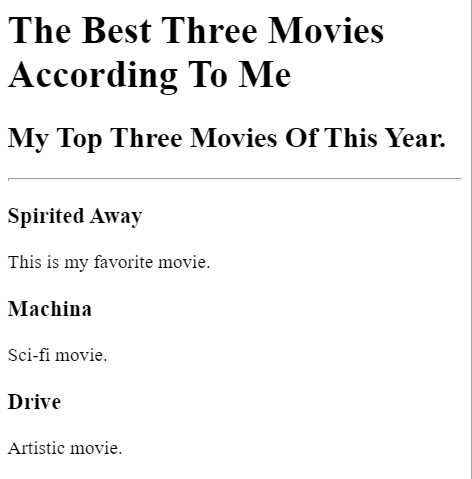 The Best Three Movies
According To Me
My Top Three Movies Of This Year.
Spirited Away
This is my favorite movie.
Machina
Sci-fi movie.
Drive
Artistic movie.